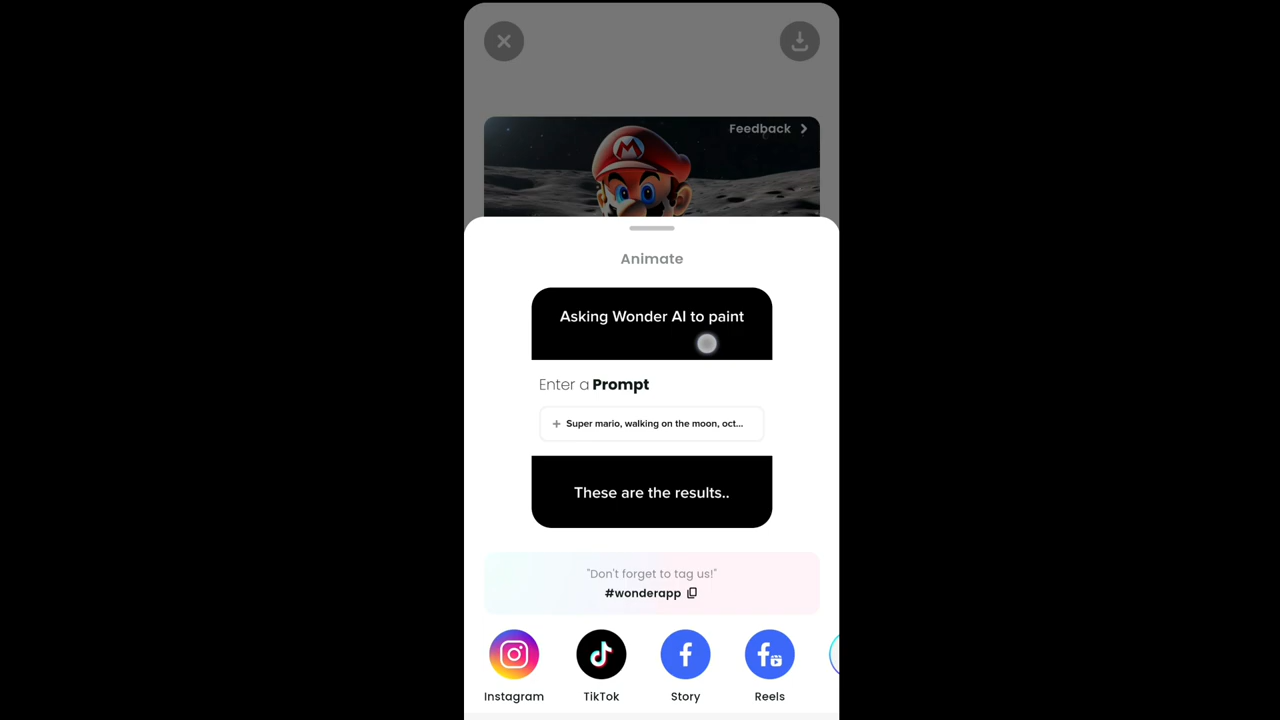 Feedback
M
Animate
Asking Wonder AI to paint
Enter a Prompt
Super mario, walking on the moon, oct...
These are the results..
"Don't forget to tag us!"
#wonderapp
Instagram
TikTok
Story
Reels